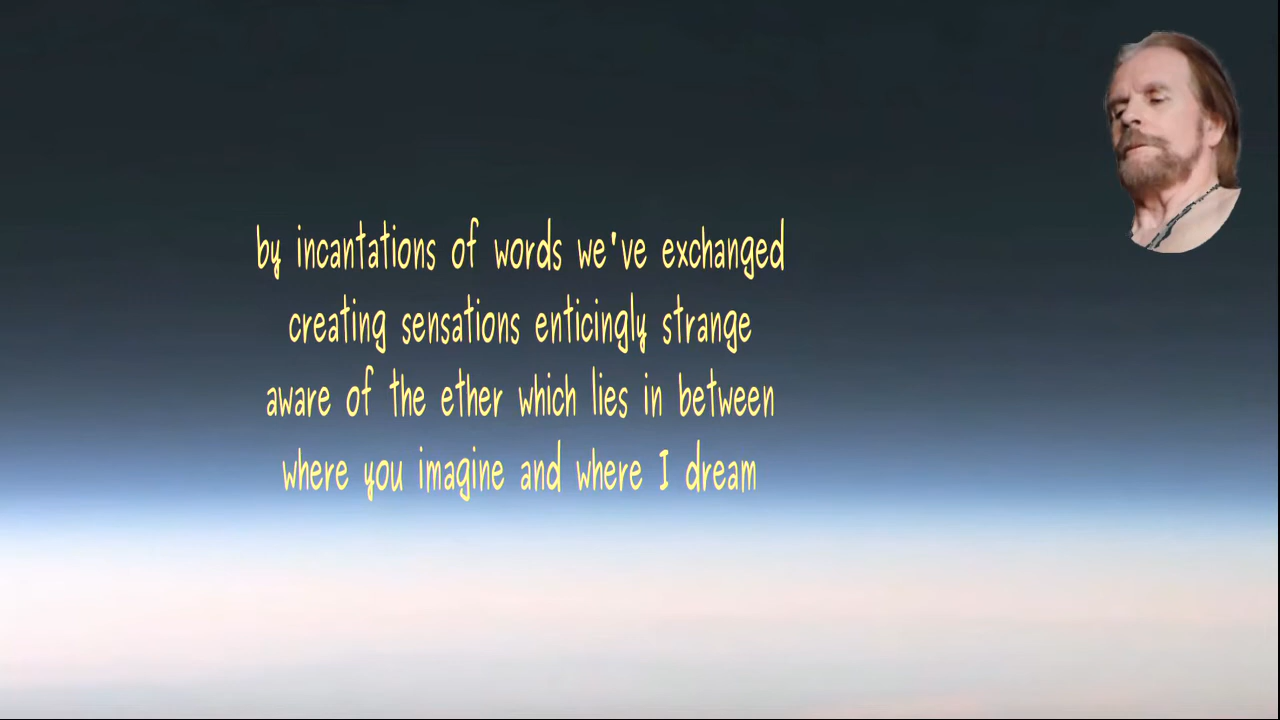 by incantations of words we've exchanged
creating sensations enticingly strange
aware of the ether which lies in between
where you imagine and where I dream